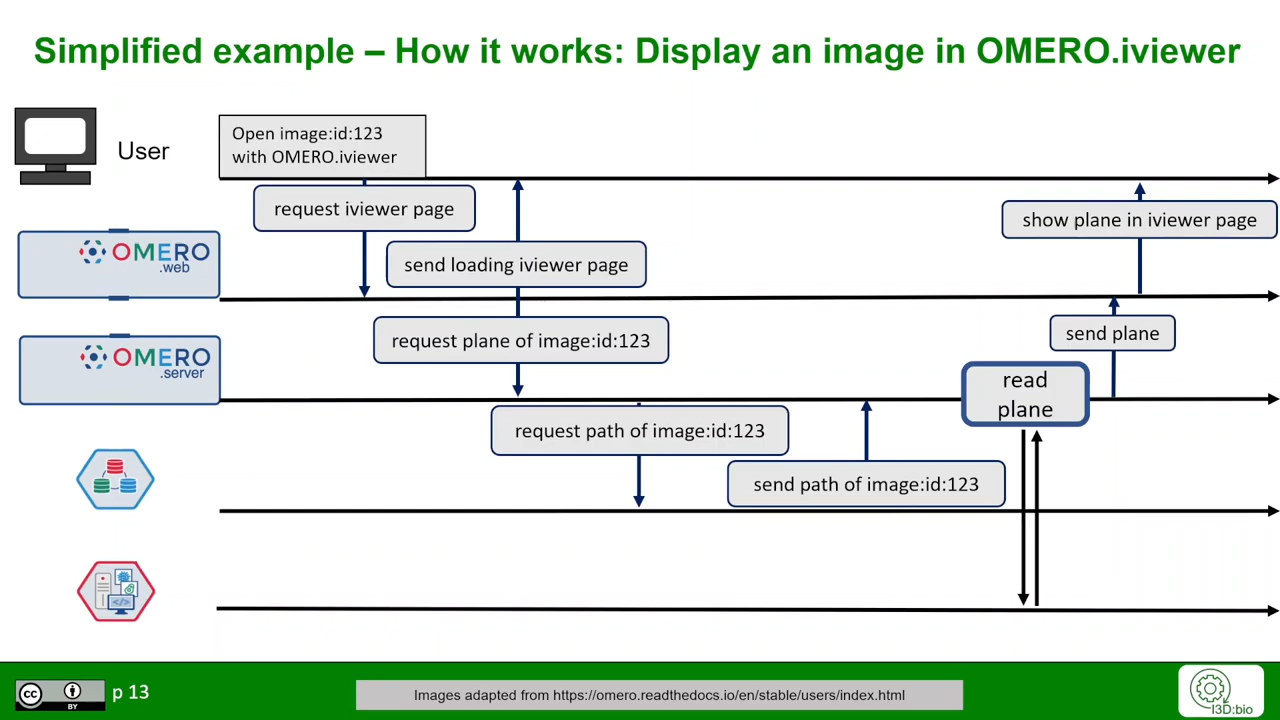 Simplified example – How it works: Display an image in OMERO.iviewer
User
Open image:id:123
with OMERO.iviewer
request iviewer page
show plane in iviewer page
OMERO
.web
send loading iviewer page
request plane of image:id:123
send plane
OMERO
.server
read
plane
request path of image:id:123
send path of image:id:123
</>
cc
BY
p 13
Images adapted from https://omero.readthedocs.io/en/stable/users/index.html
I3D:bio